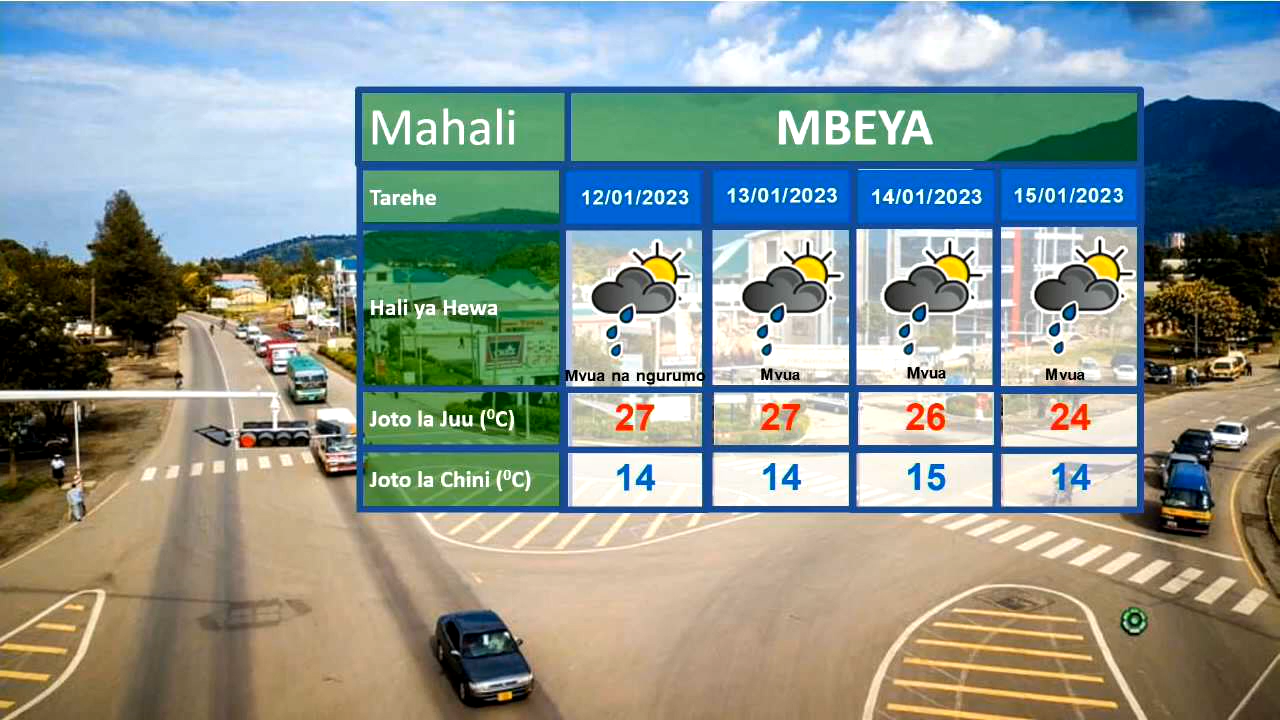 Mahali MBEYA
Tarehe 12/01/2023 13/01/2023 14/01/2023 15/01/2023
Hali ya Hewa
Mvua na ngurumo Mvua Mvua Mvua
Joto la Juu (⁰C) 27 27 26 24
Joto la Chini (⁰C) 14 14 15 14